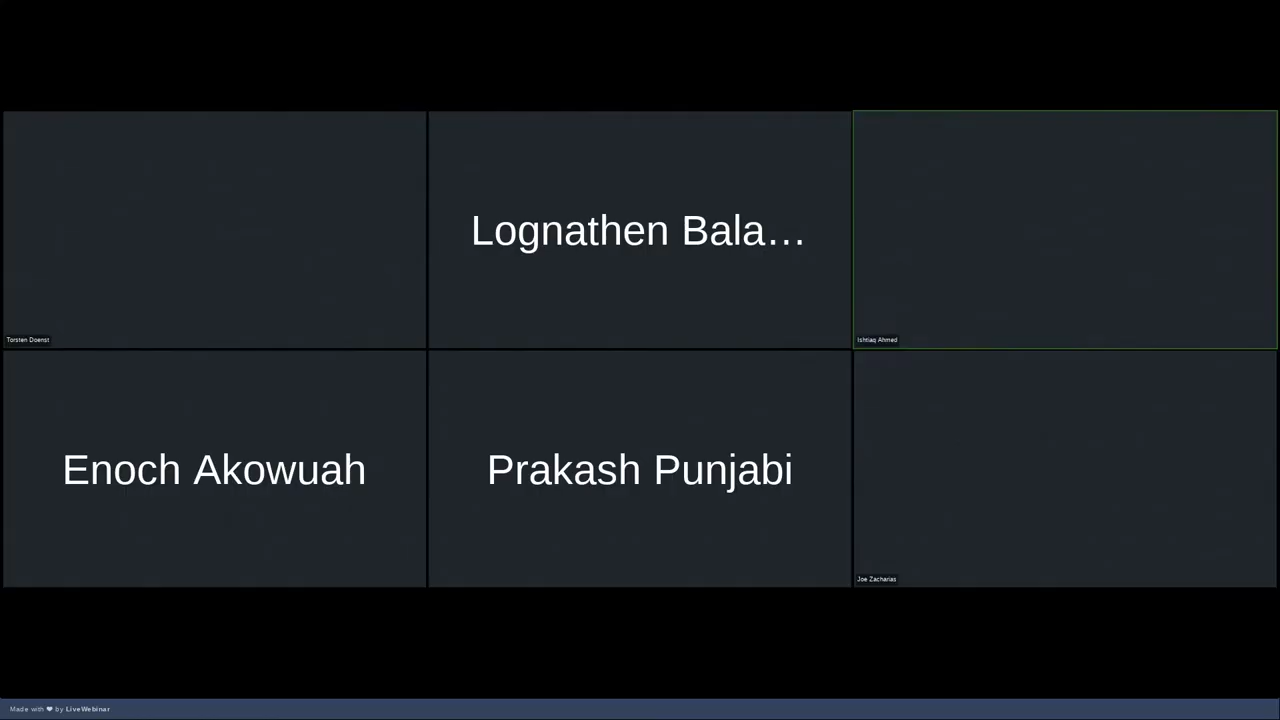 Lognathen Bala…
Torsten Doenst
Ishtiaq Ahmed
Enoch Akowuah
Prakash Punjabi
Joe Zacharias
Made with ❤ by LiveWebinar